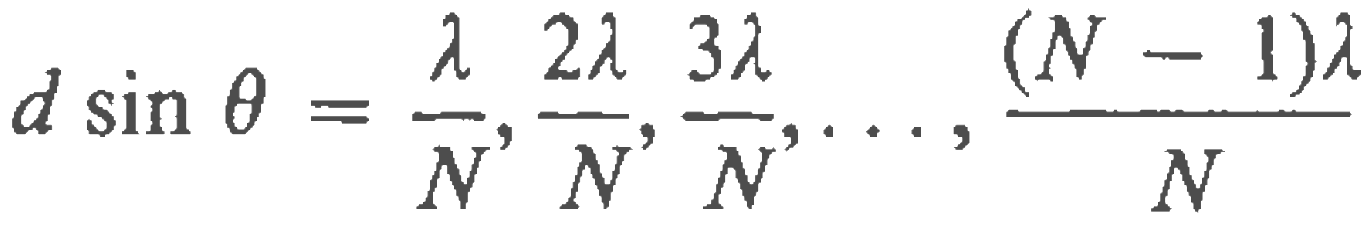 d sin θ = λ/N, 2λ/N, 3λ/N, . . . , (N − 1)λ/N